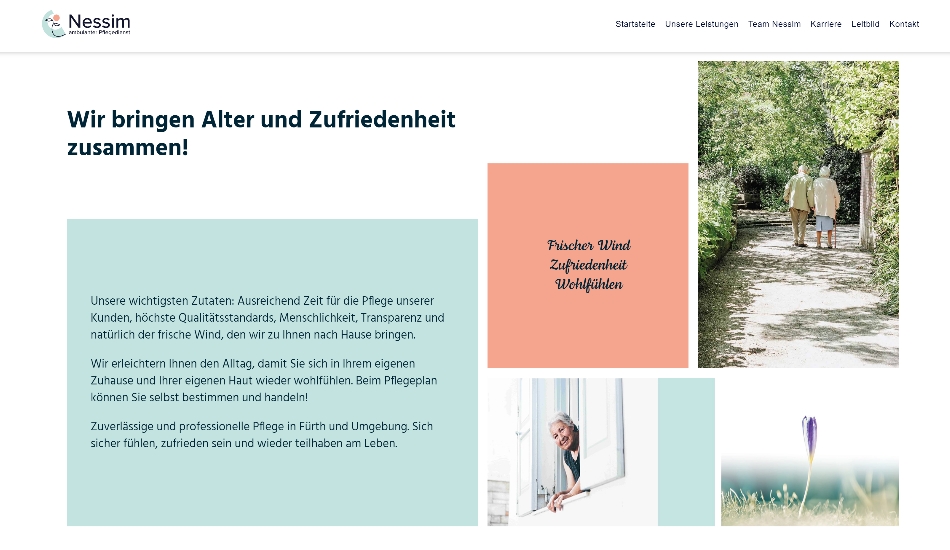 Nessim
ambulanter Pflegedienst
Startseite Unsere Leistungen Team Nessim Karriere Leitbild Kontakt
Wir bringen Alter und Zufriedenheit
zusammen!
Frischer Wind
Zufriedenheit
Wohlfühlen
Unsere wichtigsten Zutaten: Ausreichend Zeit für die Pflege unserer
Kunden, höchste Qualitätsstandards, Menschlichkeit, Transparenz und
natürlich der frische Wind, den wir zu Ihnen nach Hause bringen.
Wir erleichtern Ihnen den Alltag, damit Sie sich in Ihrem eigenen
Zuhause und Ihrer eigenen Haut wieder wohlfühlen. Beim Pflegeplan
können Sie selbst bestimmen und handeln!
Zuverlässige und professionelle Pflege in Fürth und Umgebung. Sich
sicher fühlen, zufrieden sein und wieder teilhaben am Leben.